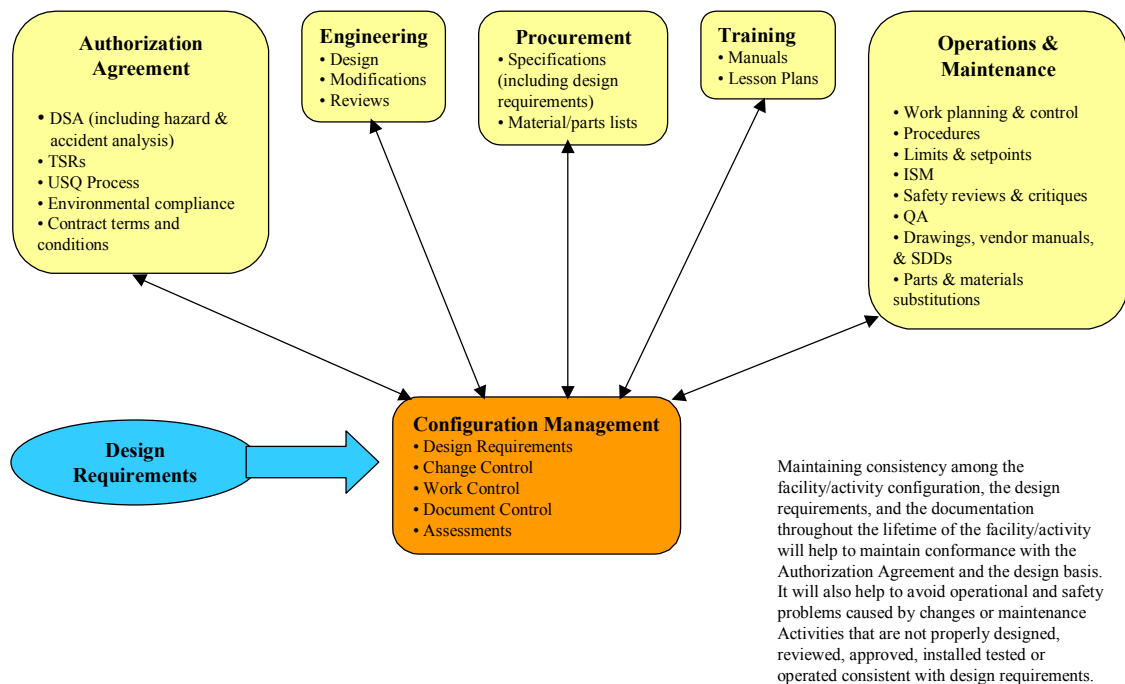 Authorization
Agreement
• DSA (including hazard &
accident analysis)
• TSRs
• USQ Process
• Environmental compliance
• Contract terms and
conditions
Engineering
• Design
• Modifications
• Reviews
Procurement
• Specifications
(including design
requirements)
• Material/parts lists
Training
• Manuals
• Lesson Plans
Operations &
Maintenance
• Work planning & control
• Procedures
• Limits & setpoints
• ISM
• Safety reviews & critiques
• QA
• Drawings, vendor manuals,
& SDDs
• Parts & materials
substitutions
Design
Requirements
Configuration Management
• Design Requirements
• Change Control
• Work Control
• Document Control
• Assessments
Maintaining consistency among the
facility/activity configuration, the design
requirements, and the documentation
throughout the lifetime of the facility/activity
will help to maintain conformance with the
Authorization Agreement and the design basis.
It will also help to avoid operational and safety
problems caused by changes or maintenance
Activities that are not properly designed,
reviewed, approved, installed tested or
operated consistent with design requirements.